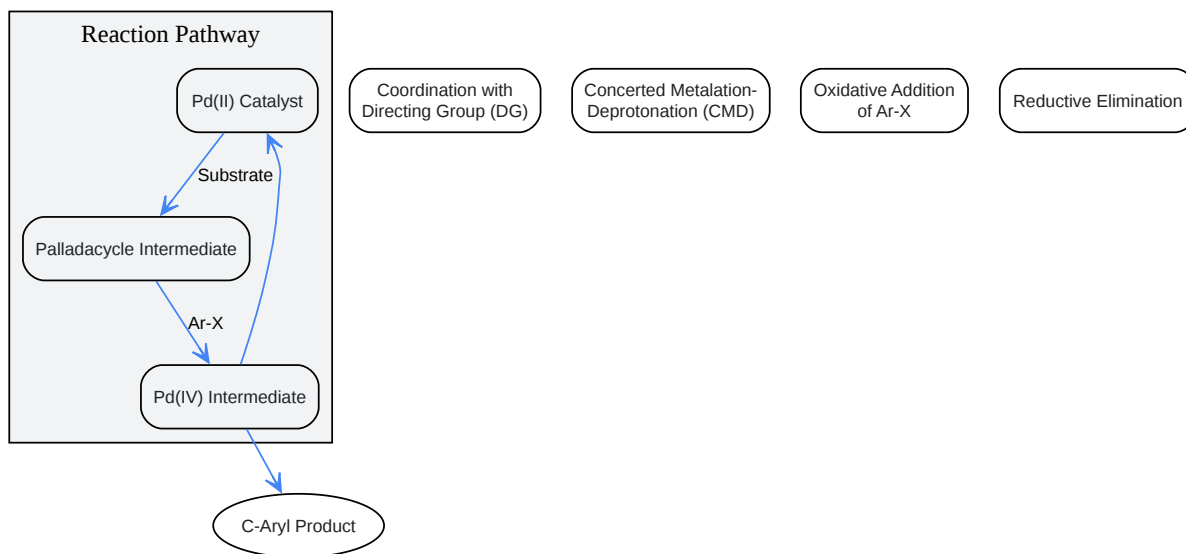 Reaction Pathway
Pd(II) Catalyst
Coordination with
Directing Group (DG)
Concerted Metalation-
Deprotonation (CMD)
Oxidative Addition
of Ar-X
Reductive Elimination
Substrate
Palladacycle Intermediate
Ar-X
Pd(IV) Intermediate
C-Aryl Product